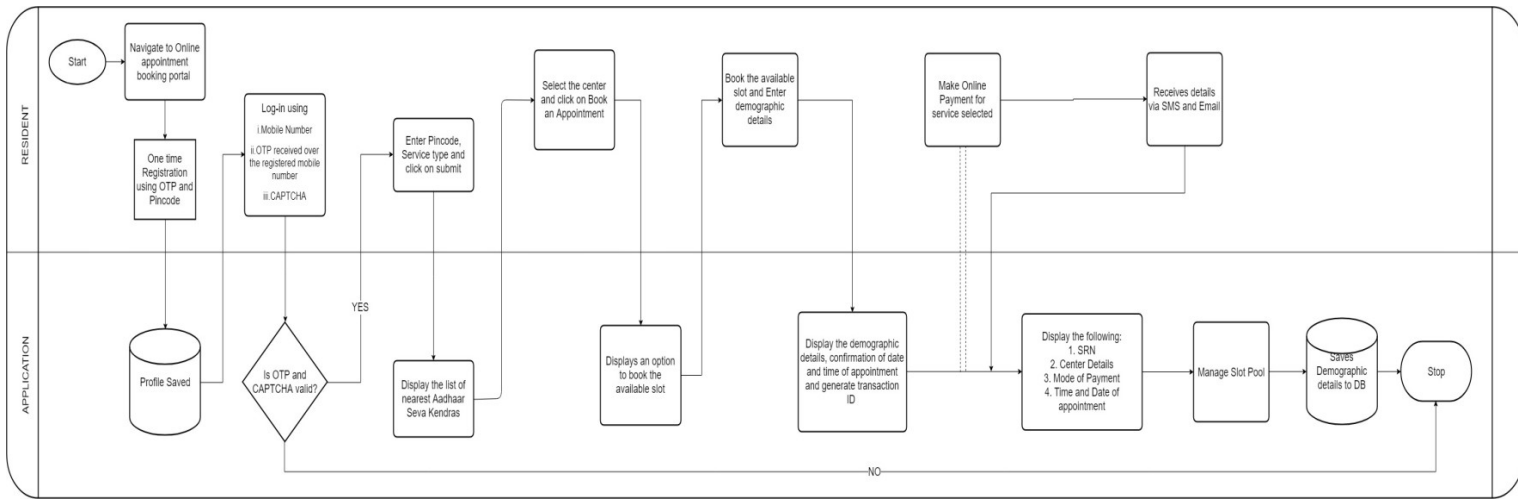 RESIDENT
Start
Navigate to Online
appointment
booking portal
One time
Registration
using OTP and
Pincode
Log-in using
i.Mobile Number
ii.OTP received over
the registered mobile
number
iii.CAPTCHA
Enter Pincode,
Service type and
click on submit
Select the center
and click on Book
an Appointment
Book the available
slot and Enter
demographic
details
Make Online
Payment for
service selected
Receives details
via SMS and Email
APPLICATION
Profile Saved
Is OTP and
CAPTCHA valid?
YES
Display the list of
nearest Aadhaar
Seva Kendras
Displays an option
to book the
available slot
Display the demographic
details, confirmation of date
and time of appointment
and generate transaction
ID
Display the following:
1. SRN
2. Center Details
3. Mode of Payment
4. Time and Date of
appointment
Manage Slot Pool
Saves
Demographic
details to DB
Stop
NO